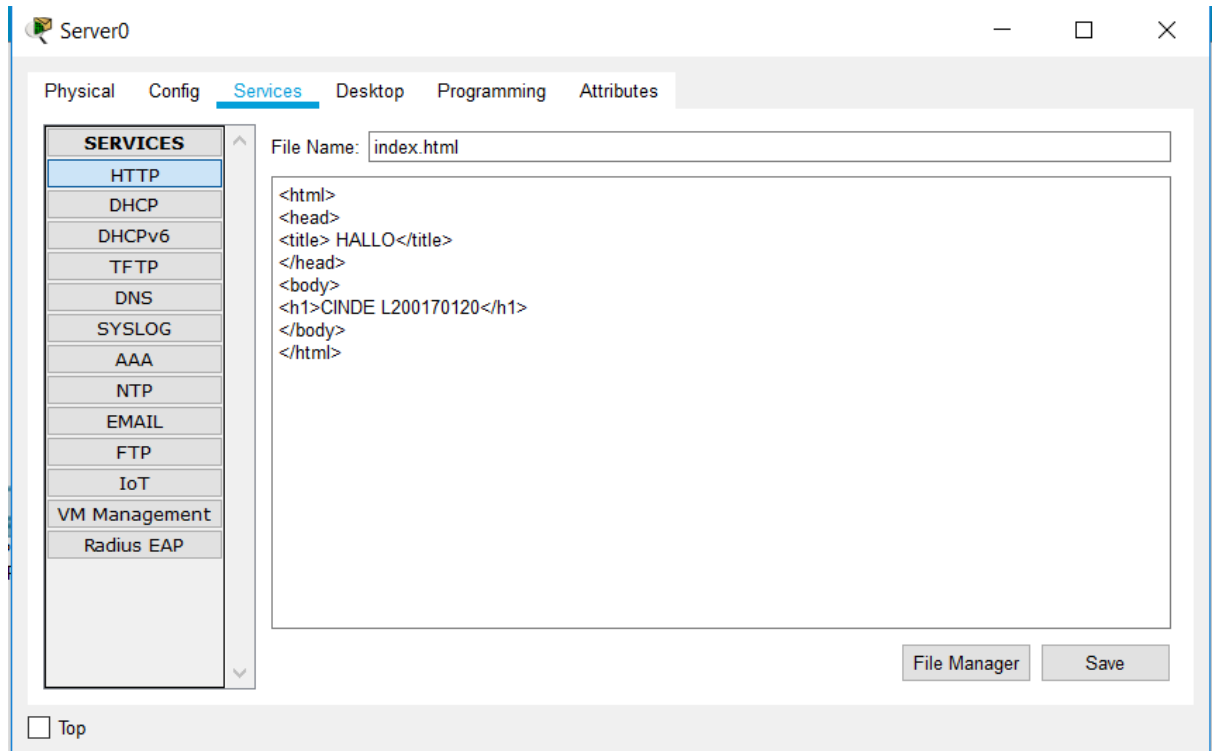 Server0
Physical Config Services Desktop Programming Attributes
SERVICES
HTTP
DHCP
DHCPv6
TFTP
DNS
SYSLOG
AAA
NTP
EMAIL
FTP
IoT
VM Management
Radius EAP
File Name: index.html
<html>
<head>
<title> HALLO</title>
</head>
<body>
<h1>CINDE L200170120</h1>
</body>
</html>
File Manager Save
Top